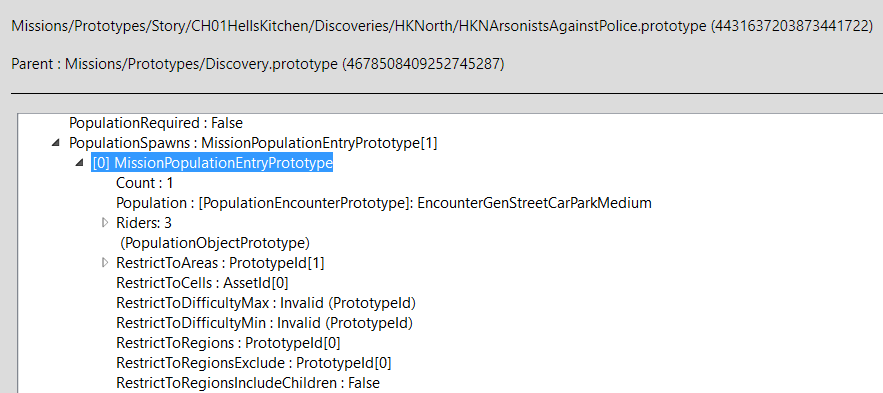 Missions/Prototypes/Story/CH01HellsKitchen/Discoveries/HKNorth/HKNArsonistsAgainstPolice.prototype (4431637203873441722)
Parent : Missions/Prototypes/Discovery.prototype (4678508409252745287)
PopulationRequired : False
PopulationSpawns : MissionPopulationEntryPrototype[1]
[0] MissionPopulationEntryPrototype
Count : 1
Population : [PopulationEncounterPrototype]: EncounterGenStreetCarParkMedium
Riders: 3
(PopulationObjectPrototype)
RestrictToAreas : PrototypeId[1]
RestrictToCells : AssetId[0]
RestrictToDifficultyMax : Invalid (PrototypeId)
RestrictToDifficultyMin : Invalid (PrototypeId)
RestrictToRegions : PrototypeId[0]
RestrictToRegionsExclude : PrototypeId[0]
RestrictToRegionsIncludeChildren : False